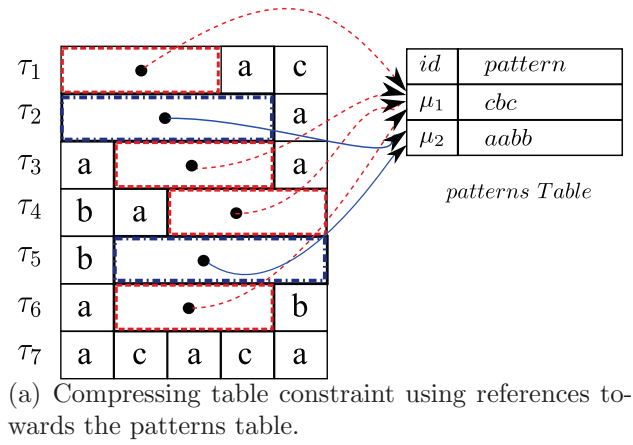 τ1 a c
τ2 a
τ3 a a
τ4 b a
τ5 b
τ6 a b
τ7 a c a c a
id pattern
μ1 cbc
μ2 aabb
patterns Table
(a) Compressing table constraint using references to-
wards the patterns table.